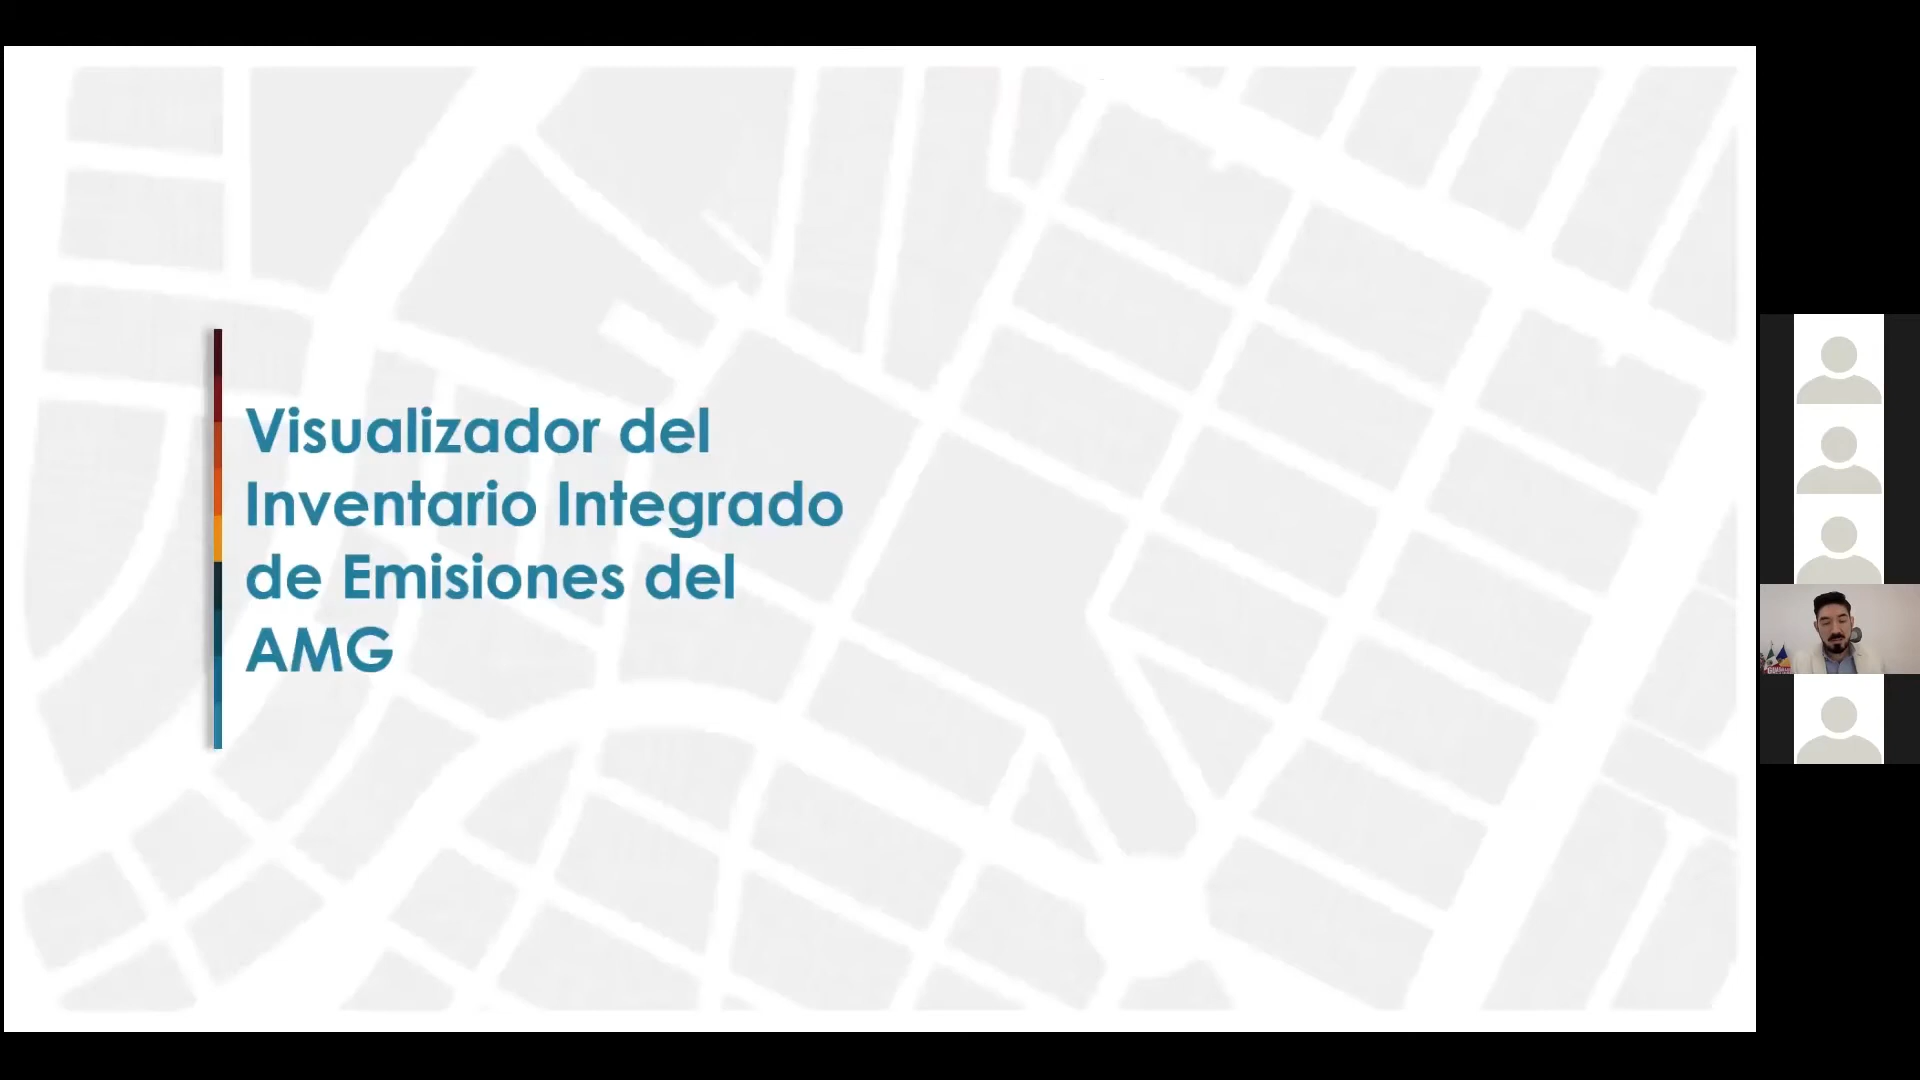 Visualizador del
Inventario Integrado
de Emisiones del
AMG